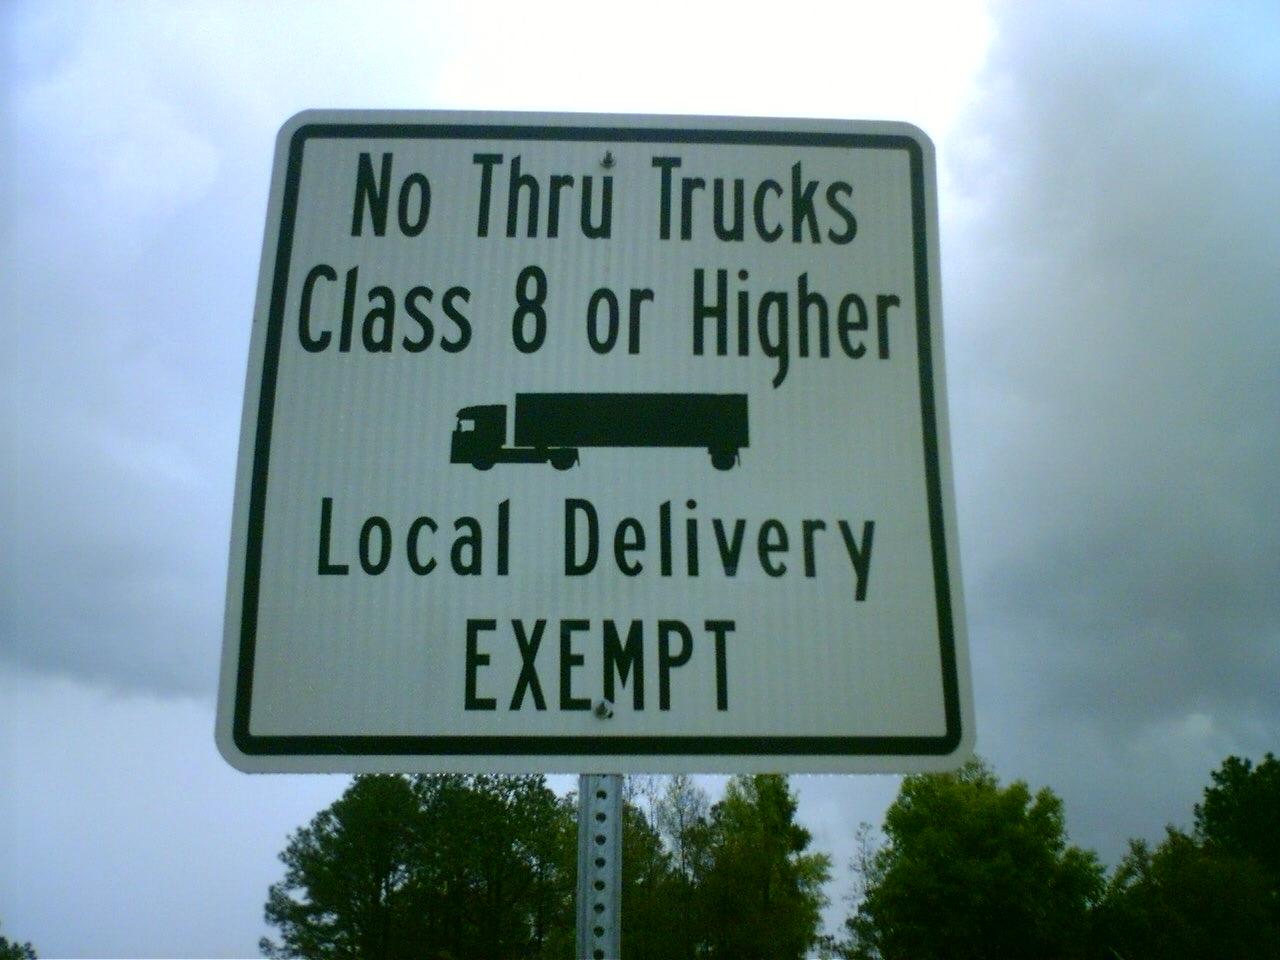 No Thru Trucks
Class 8 or Higher
Local Delivery
EXEMPT